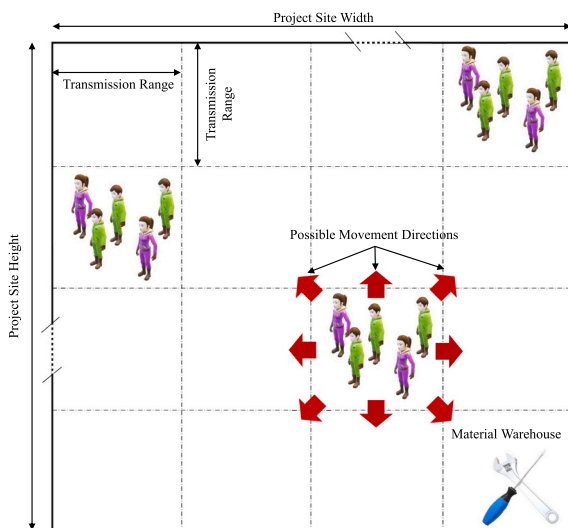 Project Site Width
Transmission Range
Transmission
Range
Project Site Height
Possible Movement Directions
Material Warehouse